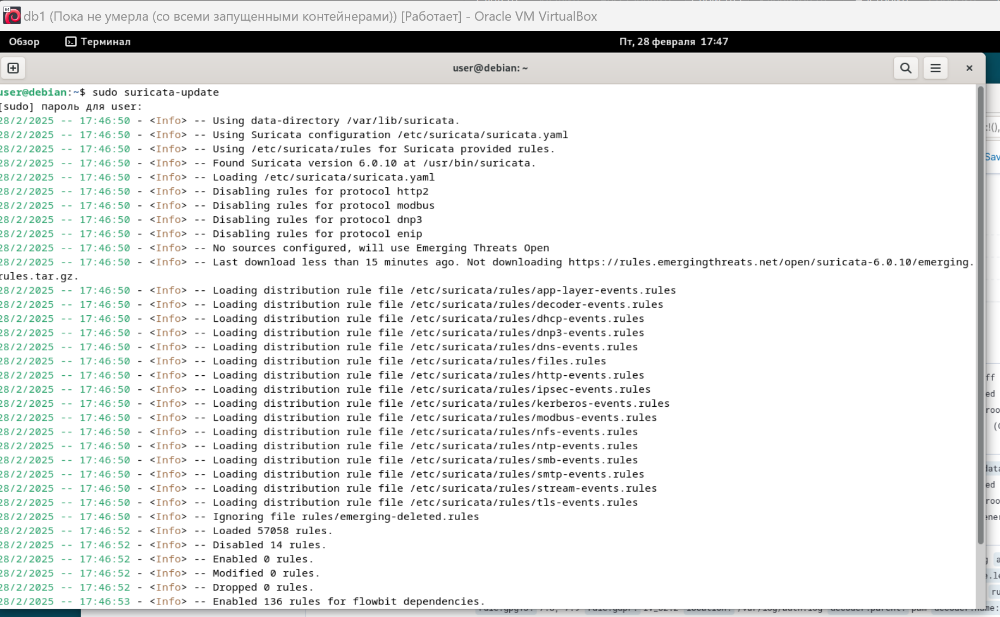 64
db1 (Пока не умерла (со всеми запущенными контейнерами)) [Работает] - Oracle VM VirtualBox
Обзор Терминал Пт, 28 февраля 17:47
user@debian: ~
user@debian:~$ sudo suricata-update
[sudo] пароль для user:
28/2/2025 -- 17:46:50 - <Info> -- Using data-directory /var/lib/suricata.
28/2/2025 -- 17:46:50 - <Info> -- Using Suricata configuration /etc/suricata/suricata.yaml
28/2/2025 -- 17:46:50 - <Info> -- Using /etc/suricata/rules for Suricata provided rules.
28/2/2025 -- 17:46:50 - <Info> -- Found Suricata version 6.0.10 at /usr/bin/suricata.
28/2/2025 -- 17:46:50 - <Info> -- Loading /etc/suricata/suricata.yaml
28/2/2025 -- 17:46:50 - <Info> -- Disabling rules for protocol http2
28/2/2025 -- 17:46:50 - <Info> -- Disabling rules for protocol modbus
28/2/2025 -- 17:46:50 - <Info> -- Disabling rules for protocol dnp3
28/2/2025 -- 17:46:50 - <Info> -- Disabling rules for protocol enip
28/2/2025 -- 17:46:50 - <Info> -- No sources configured, will use Emerging Threats Open
28/2/2025 -- 17:46:50 - <Info> -- Last download less than 15 minutes ago. Not downloading https://rules.emergingthreats.net/open/suricata-6.0.10/emerging.
rules.tar.gz.
28/2/2025 -- 17:46:50 - <Info> -- Loading distribution rule file /etc/suricata/rules/app-layer-events.rules
28/2/2025 -- 17:46:50 - <Info> -- Loading distribution rule file /etc/suricata/rules/decoder-events.rules
28/2/2025 -- 17:46:50 - <Info> -- Loading distribution rule file /etc/suricata/rules/dhcp-events.rules
28/2/2025 -- 17:46:50 - <Info> -- Loading distribution rule file /etc/suricata/rules/dnp3-events.rules
28/2/2025 -- 17:46:50 - <Info> -- Loading distribution rule file /etc/suricata/rules/dns-events.rules
28/2/2025 -- 17:46:50 - <Info> -- Loading distribution rule file /etc/suricata/rules/files.rules
28/2/2025 -- 17:46:50 - <Info> -- Loading distribution rule file /etc/suricata/rules/http-events.rules
28/2/2025 -- 17:46:50 - <Info> -- Loading distribution rule file /etc/suricata/rules/ipsec-events.rules
28/2/2025 -- 17:46:50 - <Info> -- Loading distribution rule file /etc/suricata/rules/kerberos-events.rules
28/2/2025 -- 17:46:50 - <Info> -- Loading distribution rule file /etc/suricata/rules/modbus-events.rules
28/2/2025 -- 17:46:50 - <Info> -- Loading distribution rule file /etc/suricata/rules/nfs-events.rules
28/2/2025 -- 17:46:50 - <Info> -- Loading distribution rule file /etc/suricata/rules/ntp-events.rules
28/2/2025 -- 17:46:50 - <Info> -- Loading distribution rule file /etc/suricata/rules/smb-events.rules
28/2/2025 -- 17:46:50 - <Info> -- Loading distribution rule file /etc/suricata/rules/smtp-events.rules
28/2/2025 -- 17:46:50 - <Info> -- Loading distribution rule file /etc/suricata/rules/stream-events.rules
28/2/2025 -- 17:46:50 - <Info> -- Loading distribution rule file /etc/suricata/rules/tls-events.rules
28/2/2025 -- 17:46:50 - <Info> -- Ignoring file rules/emerging-deleted.rules
28/2/2025 -- 17:46:52 - <Info> -- Loaded 57058 rules.
28/2/2025 -- 17:46:52 - <Info> -- Disabled 14 rules.
28/2/2025 -- 17:46:52 - <Info> -- Enabled 0 rules.
28/2/2025 -- 17:46:52 - <Info> -- Modified 0 rules.
28/2/2025 -- 17:46:52 - <Info> -- Dropped 0 rules.
28/2/2025 -- 17:46:53 - <Info> -- Enabled 136 rules for flowbit dependencies.